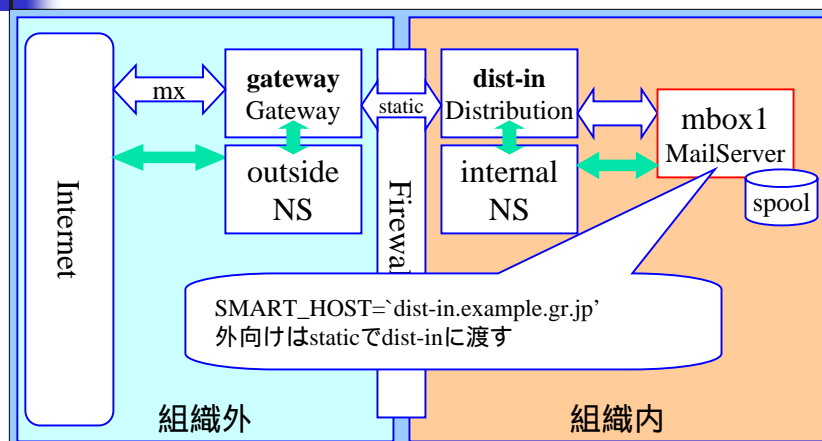 Internet
mx
gateway
Gateway
outside
NS
static
Firewal
dist-in
Distribution
internal
NS
mbox1
MailServer
spool
SMART_HOST=`dist-in.example.gr.jp’
外向けはstaticでdist-inに渡す
組織外
組織内